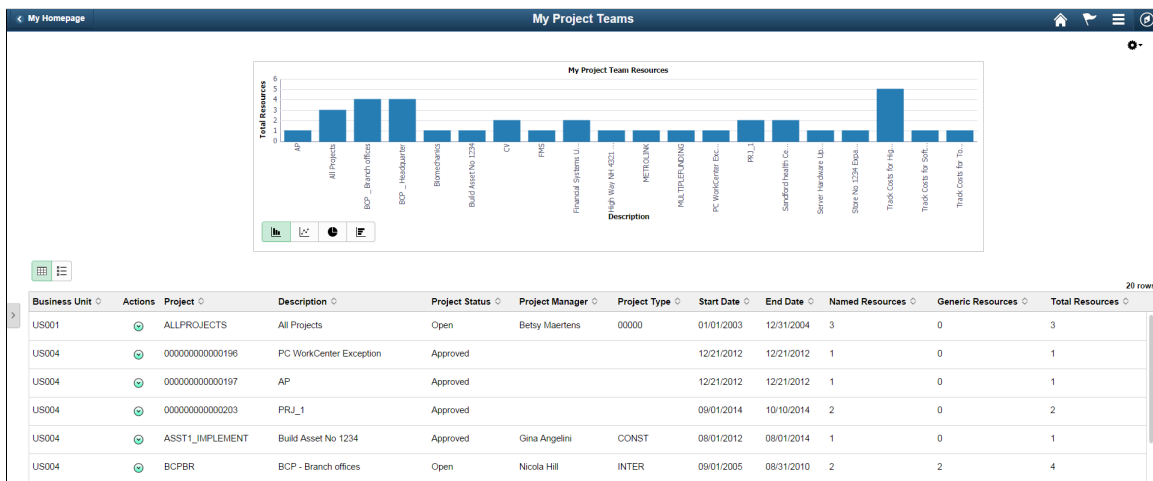 My Homepage
My Project Teams
My Project Team Resources
Total Resources
6
5
4
3
2
1
0
AP
All Projects
BCP _ Branch offices
BCP _ Headquarter
Biomechanics
Build Asset No 1234
CV
FMS
Financial Systems U...
High Way NH 4321 ...
METROLINK
MULTIPLEFUNDING
PC WorkCenter Exc...
PRJ_1
Sandford health Ce...
Server Hardware Up...
Store No 1234 Expa...
Track Costs for Hig...
Track Costs for Soft...
Track Costs for To...
Description
20 rows
Business Unit Actions Project Description Project Status Project Manager Project Type Start Date End Date Named Resources Generic Resources Total Resources
US001 ALLPROJECTS All Projects Open Betsy Maertens 00000 01/01/2003 12/31/2004 3 0 3
US004 000000000000196 PC WorkCenter Exception Approved 12/21/2012 12/21/2012 1 0 1
US004 000000000000197 AP Approved 12/21/2012 12/21/2012 1 0 1
US004 000000000000203 PRJ_1 Approved 09/01/2014 10/10/2014 2 0 2
US004 ASST1_IMPLEMENT Build Asset No 1234 Approved Gina Angelini CONST 08/01/2012 08/01/2014 1 0 1
US004 BCPBR BCP - Branch offices Open Nicola Hill INTER 09/01/2005 08/31/2010 2 2 4